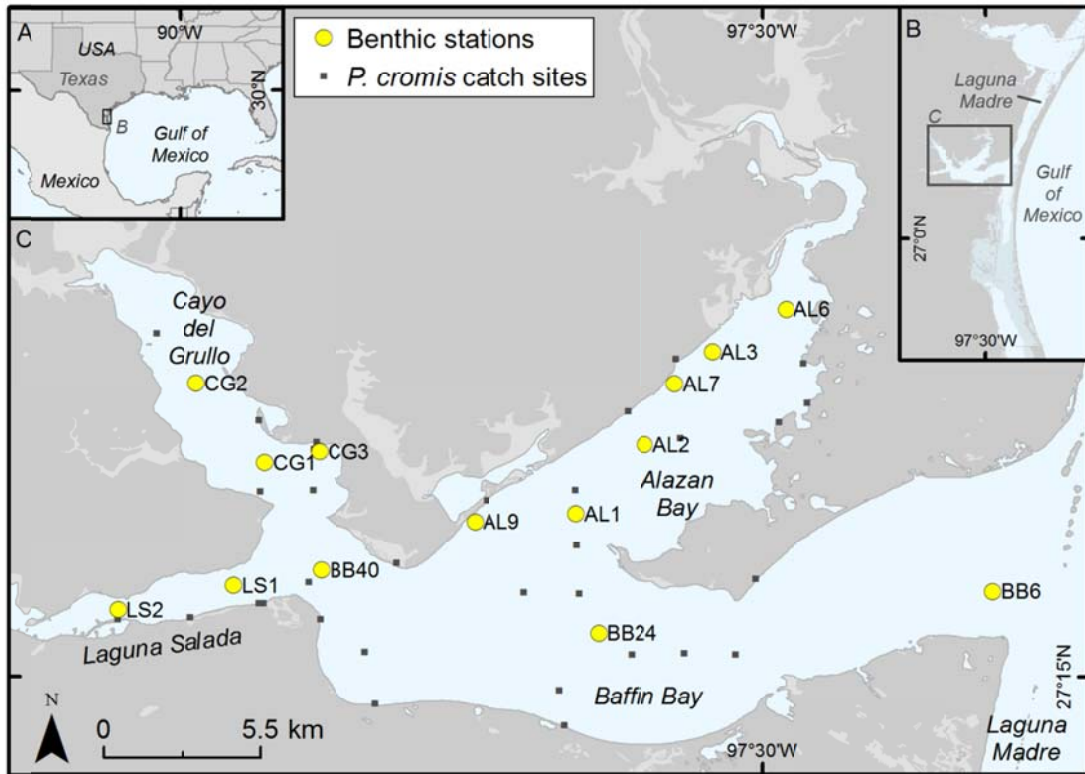 A
90°W
USA
Texas
30°N
B
Gulf of
Mexico
Mexico
Benthic stations
P. cromis catch sites
97°30'W
B
Laguna
Madre
C
Gulf
of
Mexico
27°0'N
97°30'W
C
Cayo
del
Grullo
CG2
CG3
CG1
AL6
AL3
AL7
AL2
Alazan
Bay
AL1
AL9
BB40
LS1
LS2
Laguna Salada
BB6
BB24
Baffin Bay
27°15'N
Laguna
Madre
97°30'W
N
0 5.5 km